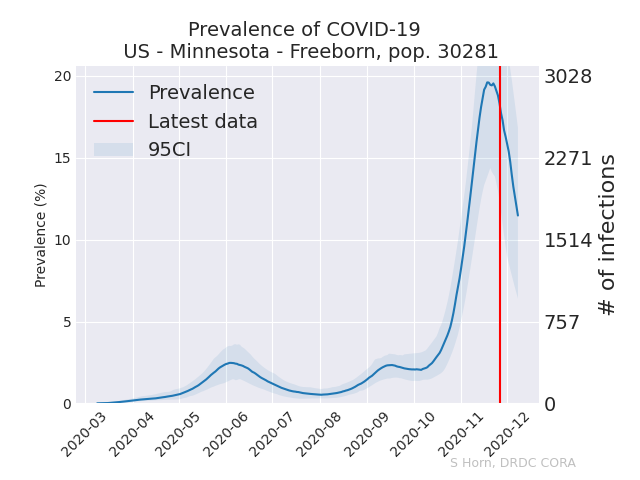 Prevalence of COVID-19
US - Minnesota - Freeborn, pop. 30281
Prevalence
Latest data
95CI
Prevalence (%)
20
15
10
5
0
3028
2271
1514
757
0
# of infections
2020-03
2020-04
2020-05
2020-06
2020-07
2020-08
2020-09
2020-10
2020-11
2020-12
S Horn, DRDC CORA